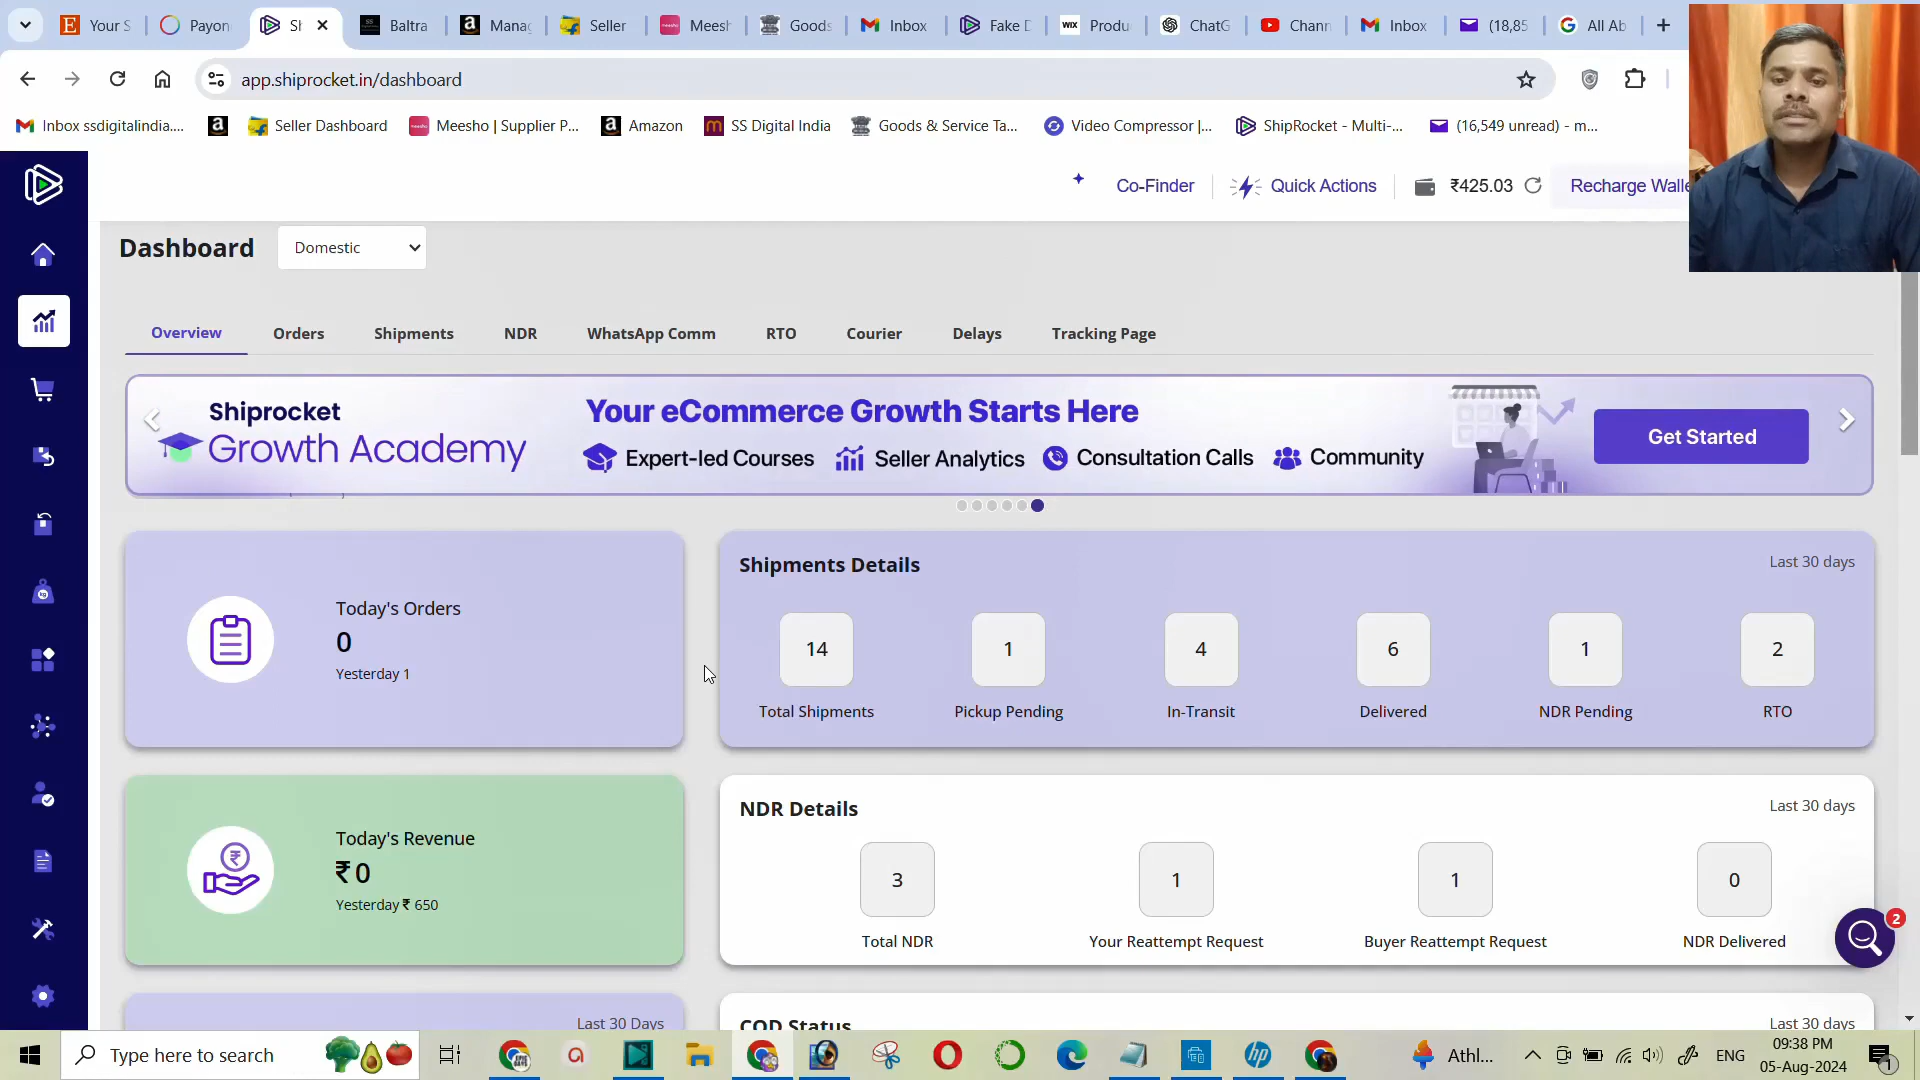 Your S
Payon
Sh
Baltra
Manag
Seller
Meesh
Goods
Inbox
Fake D
Produ
ChatG
Chann
Inbox
(18,85
All Ab
app.shiprocket.in/dashboard
Inbox ssdigitalindia....
Seller Dashboard
Meesho | Supplier P...
Amazon
SS Digital India
Goods & Service Ta...
Video Compressor |...
ShipRocket - Multi-...
(16,549 unread) - m...
Co-Finder
Quick Actions
₹425.03
Recharge Walle
Dashboard
Domestic
Overview
Orders
Shipments
NDR
WhatsApp Comm
RTO
Courier
Delays
Tracking Page
Shiprocket
Growth Academy
Your eCommerce Growth Starts Here
Expert-led Courses
Seller Analytics
Consultation Calls
Community
Get Started
Today's Orders
0
Yesterday 1
Shipments Details
Last 30 days
14
1
4
6
1
2
Total Shipments
Pickup Pending
In-Transit
Delivered
NDR Pending
RTO
Today's Revenue
₹ 0
Yesterday ₹ 650
NDR Details
Last 30 days
3
1
1
0
Total NDR
Your Reattempt Request
Buyer Reattempt Request
NDR Delivered
2
Last 30 Days
COD Status
Last 30 days
Type here to search
Athl...
ENG
09:38 PM
05-Aug-2024
1